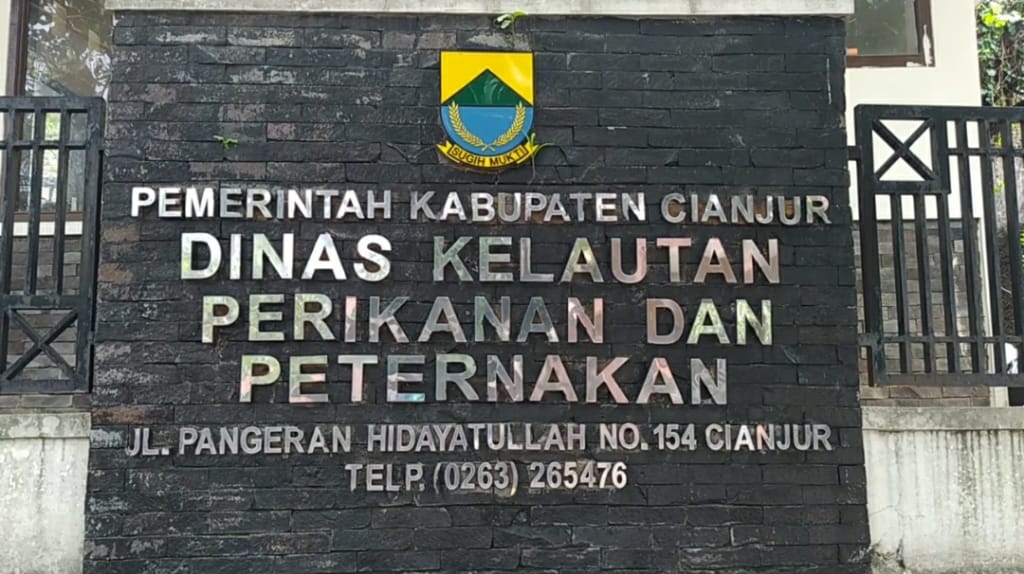 SUGIH MUKTI
PEMERINTAH KABUPATEN CIANJUR
DINAS KELAUTAN
PERIKANAN DAN
PETERNAKAN
JL. PANGERAN HIDAYATULLAH NO. 154 CIANJUR
TELP. (0263) 265476